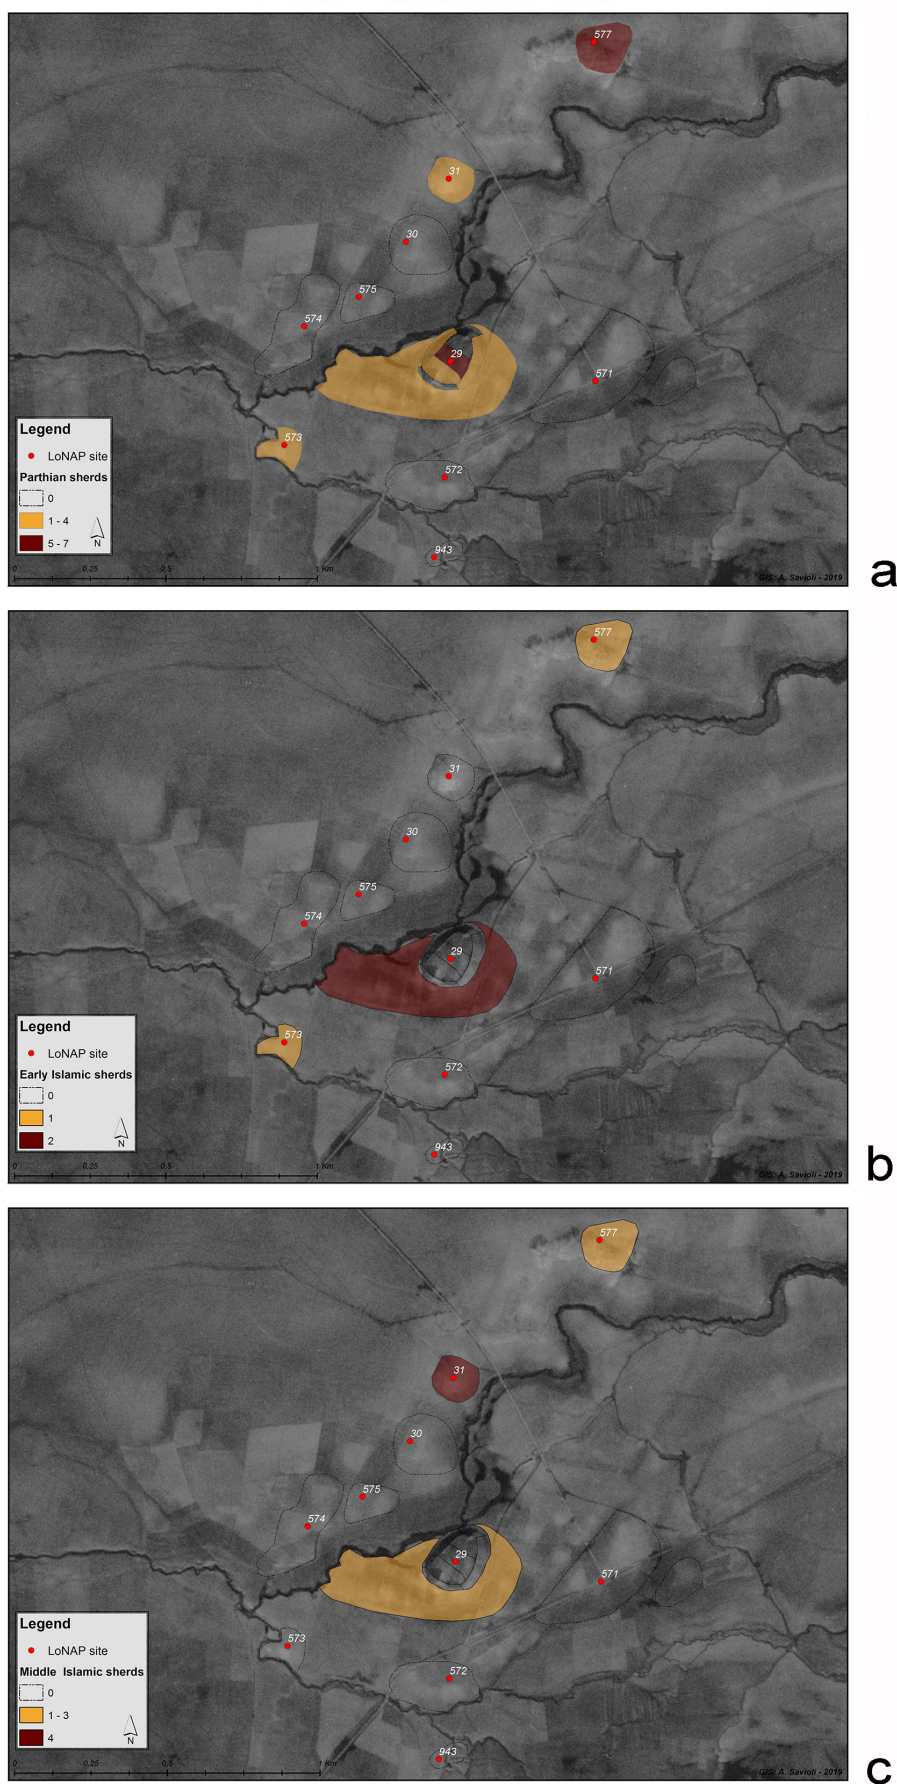 577
31
30
575
574
29
571
573
572
943
Legend
LoNAP site
Parthian sherds
0
1 - 4
5 - 7
N
0 0,25 0,5 1 Km
GIS: A. Savioli - 2019
a
577
31
30
575
574
29
571
573
572
943
Legend
LoNAP site
Early Islamic sherds
0
1
2
N
0 0,25 0,5 1 Km
GIS: A. Savioli - 2019
b
577
31
30
575
574
29
571
573
572
943
Legend
LoNAP site
Middle Islamic sherds
0
1 - 3
4
N
0 0,25 0,5 1 Km
GIS: A. Savioli - 2019
c